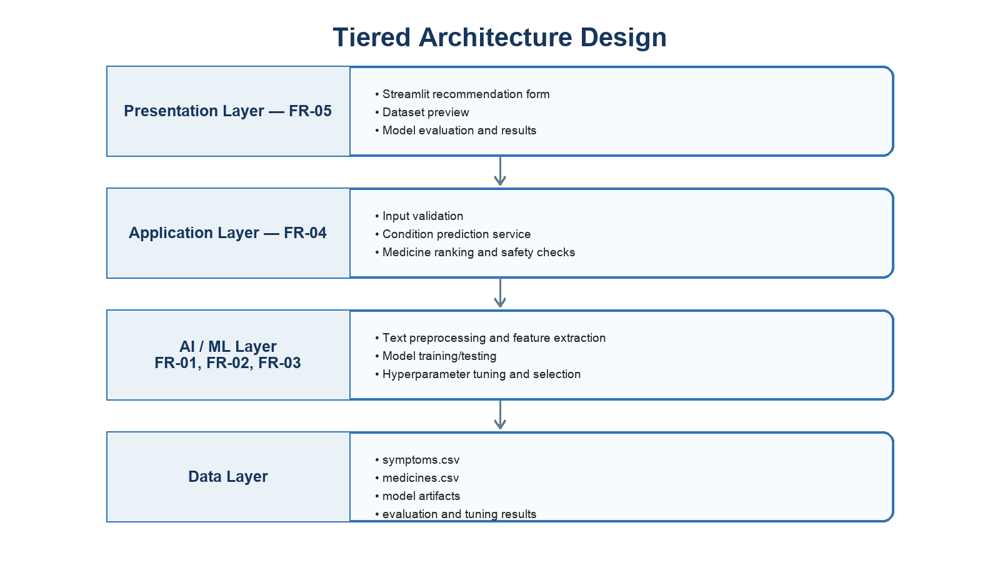 Tiered Architecture Design
Presentation Layer — FR-05
• Streamlit recommendation form
• Dataset preview
• Model evaluation and results
Application Layer — FR-04
• Input validation
• Condition prediction service
• Medicine ranking and safety checks
AI / ML Layer
FR-01, FR-02, FR-03
• Text preprocessing and feature extraction
• Model training/testing
• Hyperparameter tuning and selection
Data Layer
• symptoms.csv
• medicines.csv
• model artifacts
• evaluation and tuning results